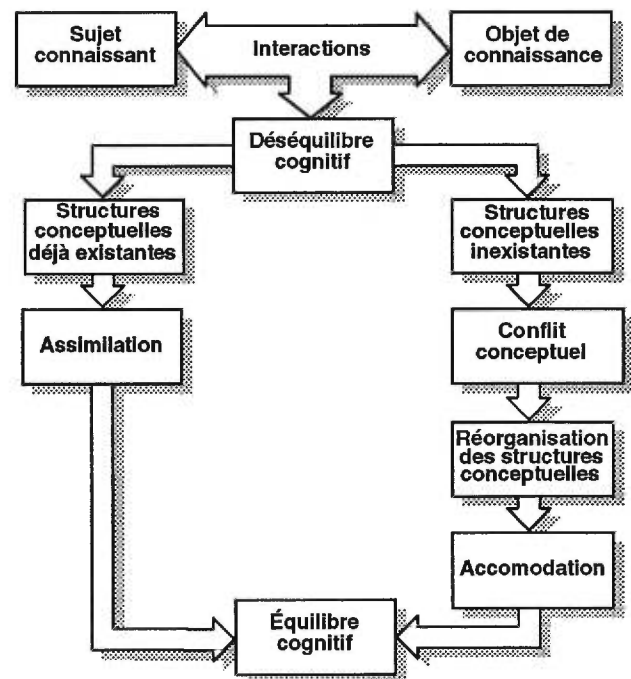 Sujet
connaissant
Interactions
Objet de
connaissance
Déséquilibre
cognitif
Structures
conceptuelles
déjà existantes
Structures
conceptuelles
inexistantes
Assimilation
Conflit
conceptuel
Réorganisation
des structures
conceptuelles
Accomodation
Équilibre
cognitif